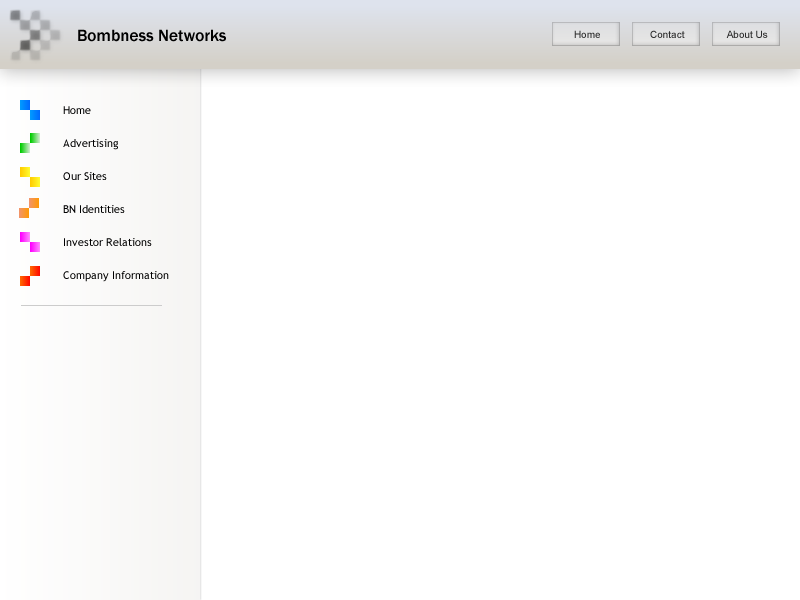 Bombness Networks
Home
Contact
About Us
Home
Advertising
Our Sites
BN Identities
Investor Relations
Company Information